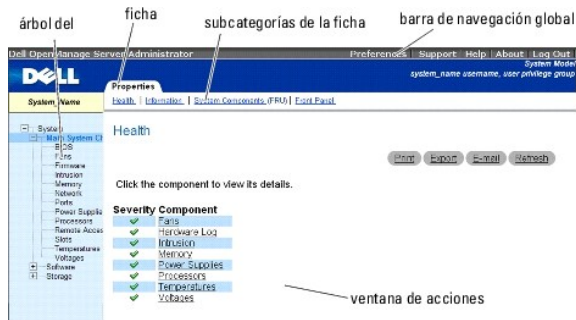 árbol del
ficha
subcategorías de la ficha
barra de navegación global
Dell OpenManage Server Administrator
Preferences Support Help About Log Out
System Model
system_name username, user privilege group
DELL
System_Name
Properties
Health | Information | System Components (FRU) | Front Panel
System
Main System Ch
BIOS
Fans
Firmware
Intrusion
Memory
Network
Ports
Power Supplie
Processors
Remote Acces
Slots
Temperatures
Voltages
Software
Storage
Health
Print Export E-mail Refresh
Click the component to view its details.
Severity Component
Fans
Hardware Log
Intrusion
Memory
Power Supplies
Processors
Temperatures
Voltages
ventana de acciones